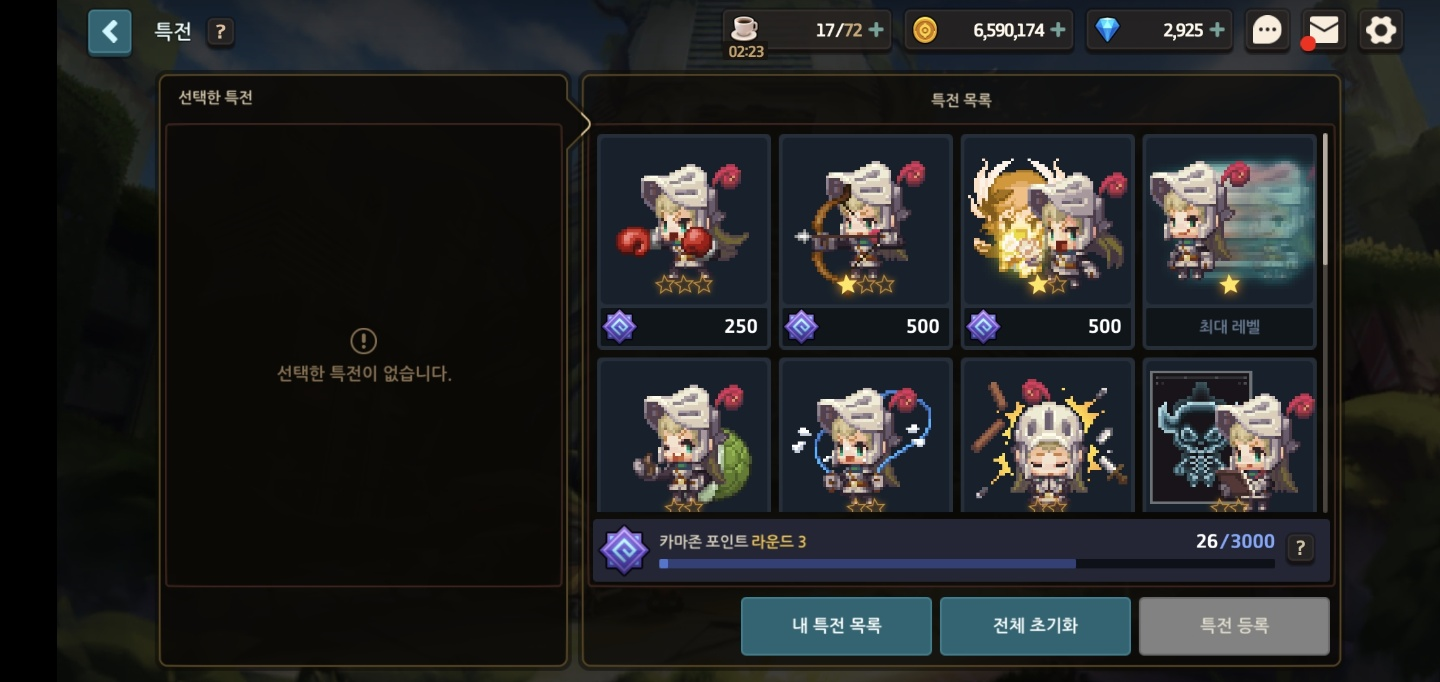 특전 ?
17/72 +
02:23
6,590,174 +
2,925 +
선택한 특전
선택한 특전이 없습니다.
특전 목록
250
500
500
최대 레벨
카마존 포인트 라운드 3
26/3000
?
내 특전 목록
전체 초기화
특전 등록